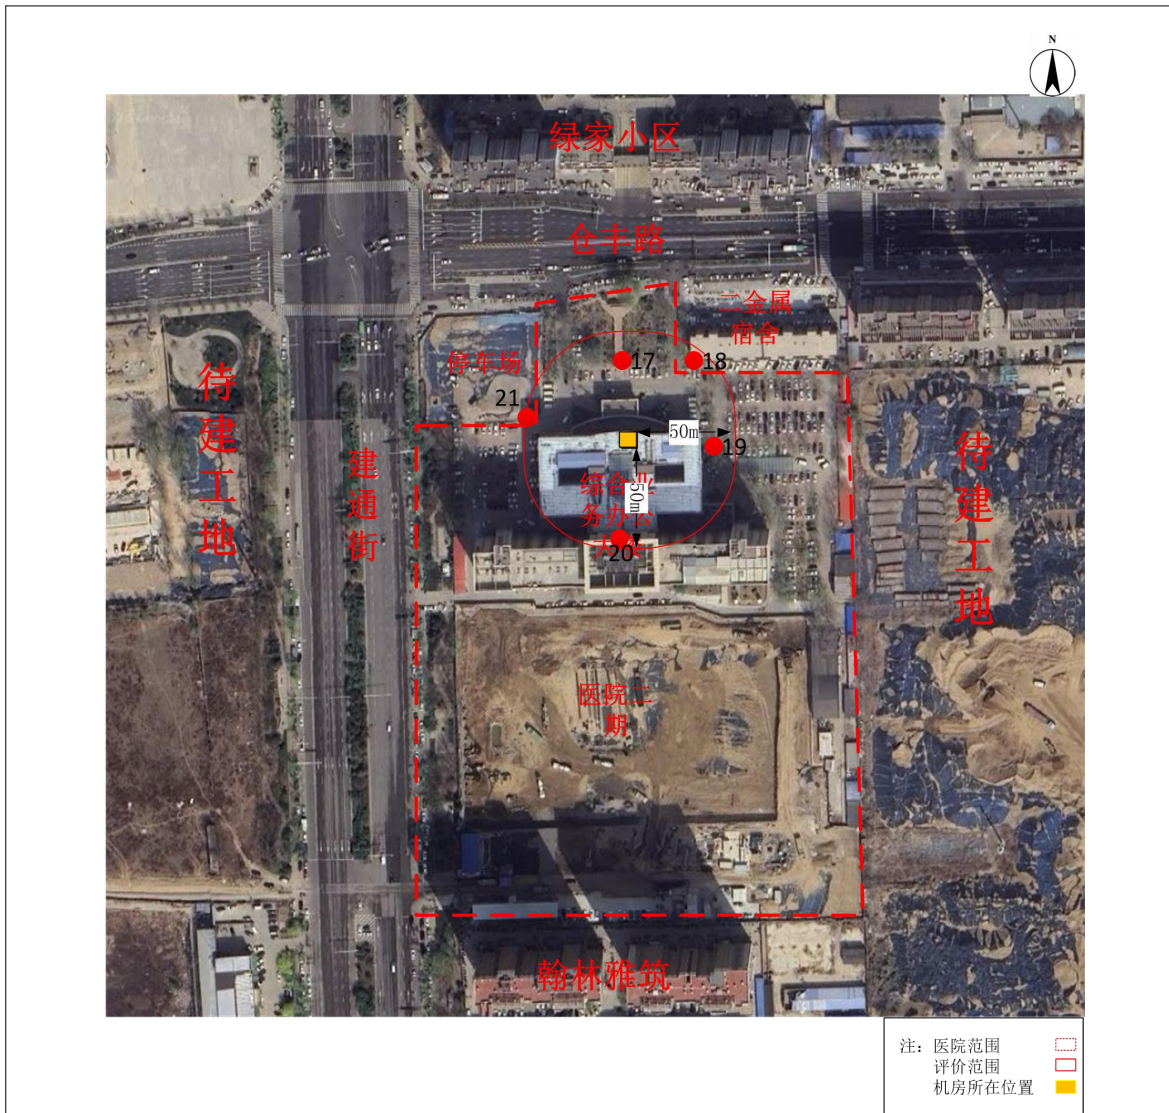 N
绿家小区
仓丰路
二金属
宿舍
停车场
17
18
21
50m
19
待
建
工
地
建
通
街
待
建
工
地
综合业
务办公
大楼
50m
20
医院二
期
翰林雅筑
注：医院范围
评价范围
机房所在位置